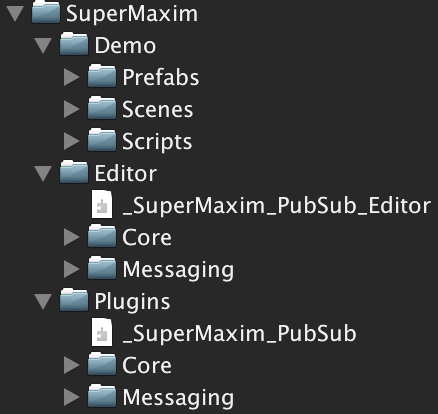 SuperMaxim
Demo
Prefabs
Scenes
Scripts
Editor
_SuperMaxim_PubSub_Editor
Core
Messaging
Plugins
_SuperMaxim_PubSub
Core
Messaging